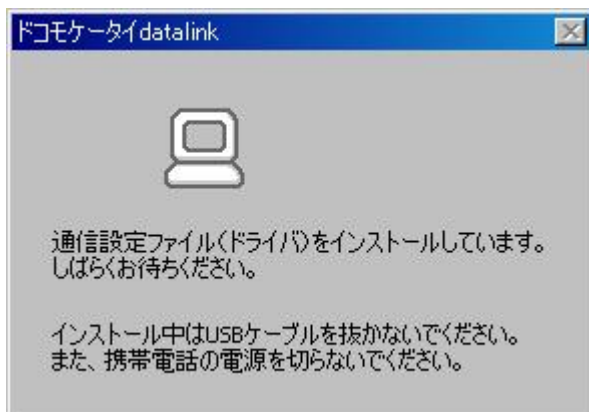 ドコモケータイdatalink
通信設定ファイル(ドライバ)をインストールしています。
しばらくお待ちください。
インストール中はUSBケーブルを抜かないでください。
また、携帯電話の電源を切らないでください。